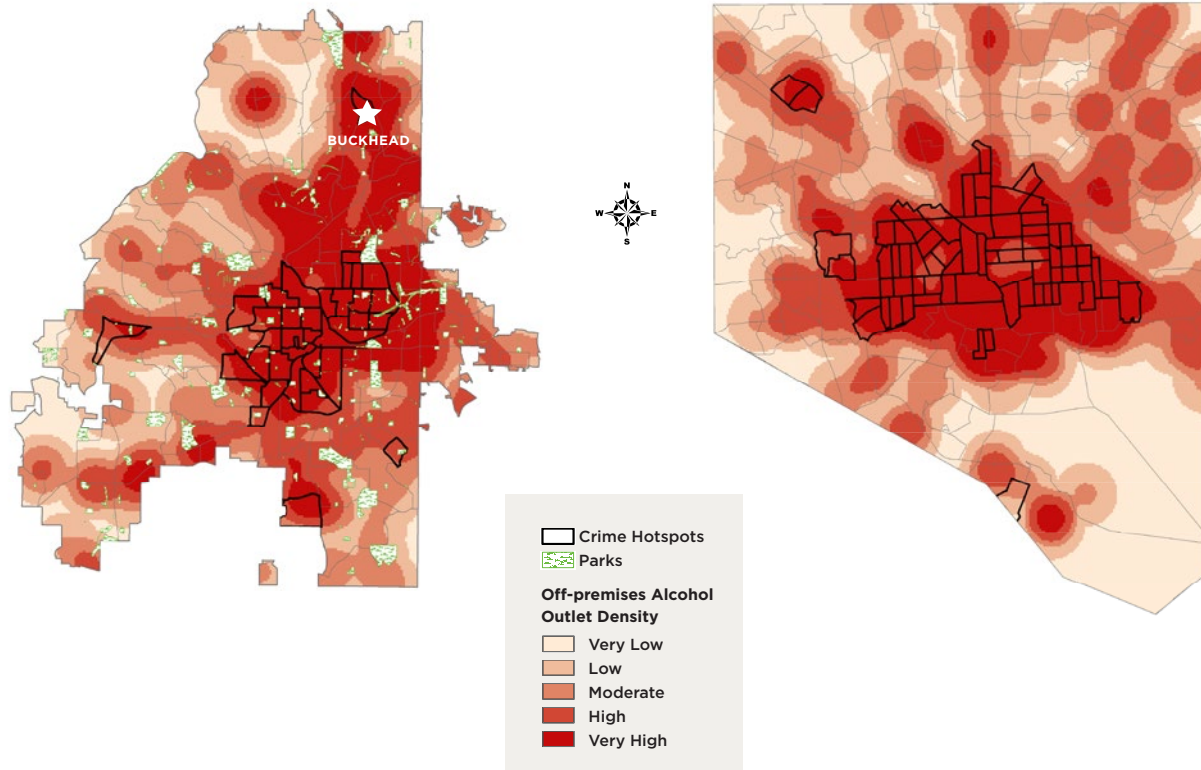 BUCKHEAD
N
W E
S
Crime Hotspots
Parks
Off-premises Alcohol
Outlet Density
Very Low
Low
Moderate
High
Very High